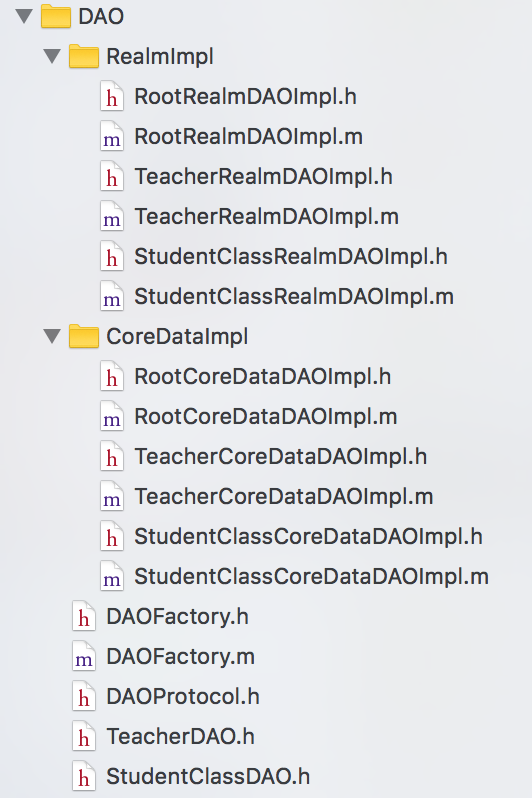 DAO
RealmImpl
h RootRealmDAOImpl.h
m RootRealmDAOImpl.m
h TeacherRealmDAOImpl.h
m TeacherRealmDAOImpl.m
h StudentClassRealmDAOImpl.h
m StudentClassRealmDAOImpl.m
CoreDataImpl
h RootCoreDataDAOImpl.h
m RootCoreDataDAOImpl.m
h TeacherCoreDataDAOImpl.h
m TeacherCoreDataDAOImpl.m
h StudentClassCoreDataDAOImpl.h
m StudentClassCoreDataDAOImpl.m
h DAOFactory.h
m DAOFactory.m
h DAOProtocol.h
h TeacherDAO.h
h StudentClassDAO.h